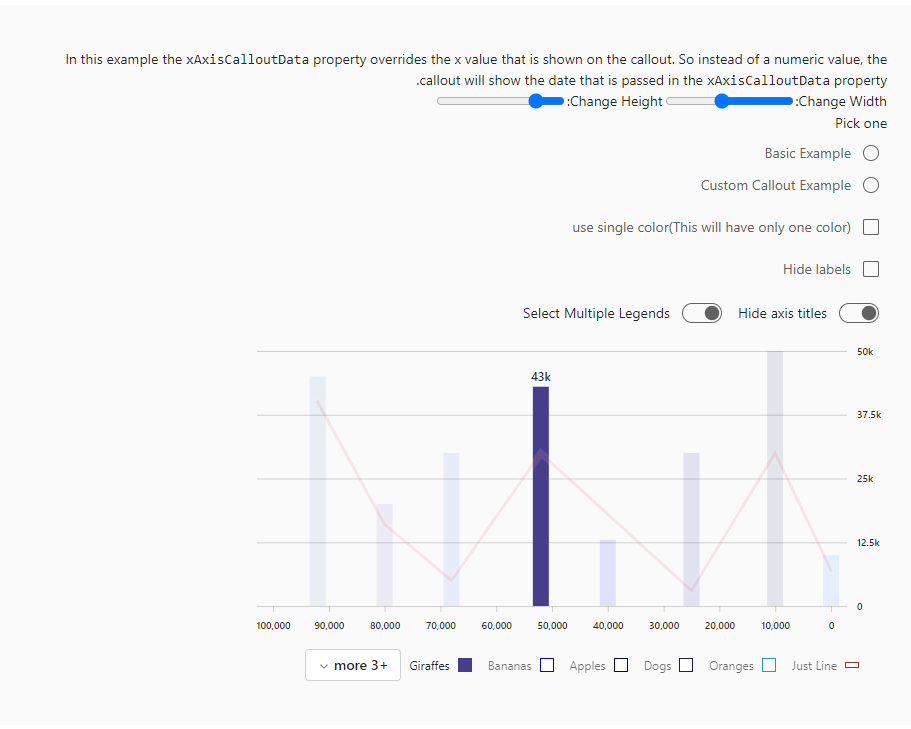 In this example the xAxisCalloutData property overrides the x value that is shown on the callout. So instead of a numeric value, the
.callout will show the date that is passed in the xAxisCalloutData property
:Change Height :Change Width
Pick one
Basic Example
Custom Callout Example
use single color(This will have only one color)
Hide labels
Select Multiple Legends Hide axis titles
50k
43k
37.5k
25k
12.5k
0
100,000 90,000 80,000 70,000 60,000 50,000 40,000 30,000 20,000 10,000 0
more 3+ Giraffes Bananas Apples Dogs Oranges Just Line